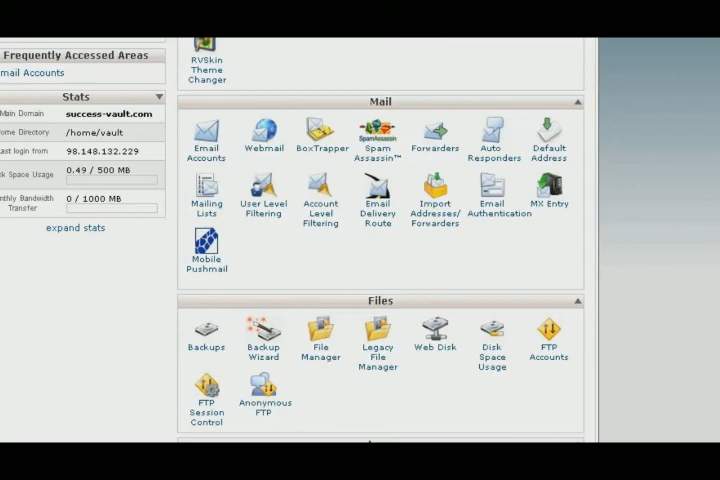 Frequently Accessed Areas
mail Accounts
Stats
Main Domain success-vault.com
ome Directory /home/vault
Last login from 98.148.132.229
sk Space Usage 0.49 / 500 MB
nthly Bandwidth
Transfer
0 / 1000 MB
expand stats
RVSkin
Theme
Changer
Mail
Email
Accounts
Webmail
BoxTrapper
SpamAssassin
Spam
Assassin™
Forwarders
Auto
Responders
Default
Address
Mailing
Lists
User Level
Filtering
Account
Level
Filtering
Email
Delivery
Route
Import
Addresses/
Forwarders
Email
Authentication
MX Entry
Mobile
Pushmail
Files
Backups
Backup
Wizard
File
Manager
Legacy
File
Manager
Web Disk
Disk
Space
Usage
FTP
Accounts
FTP
Session
Control
Anonymous
FTP